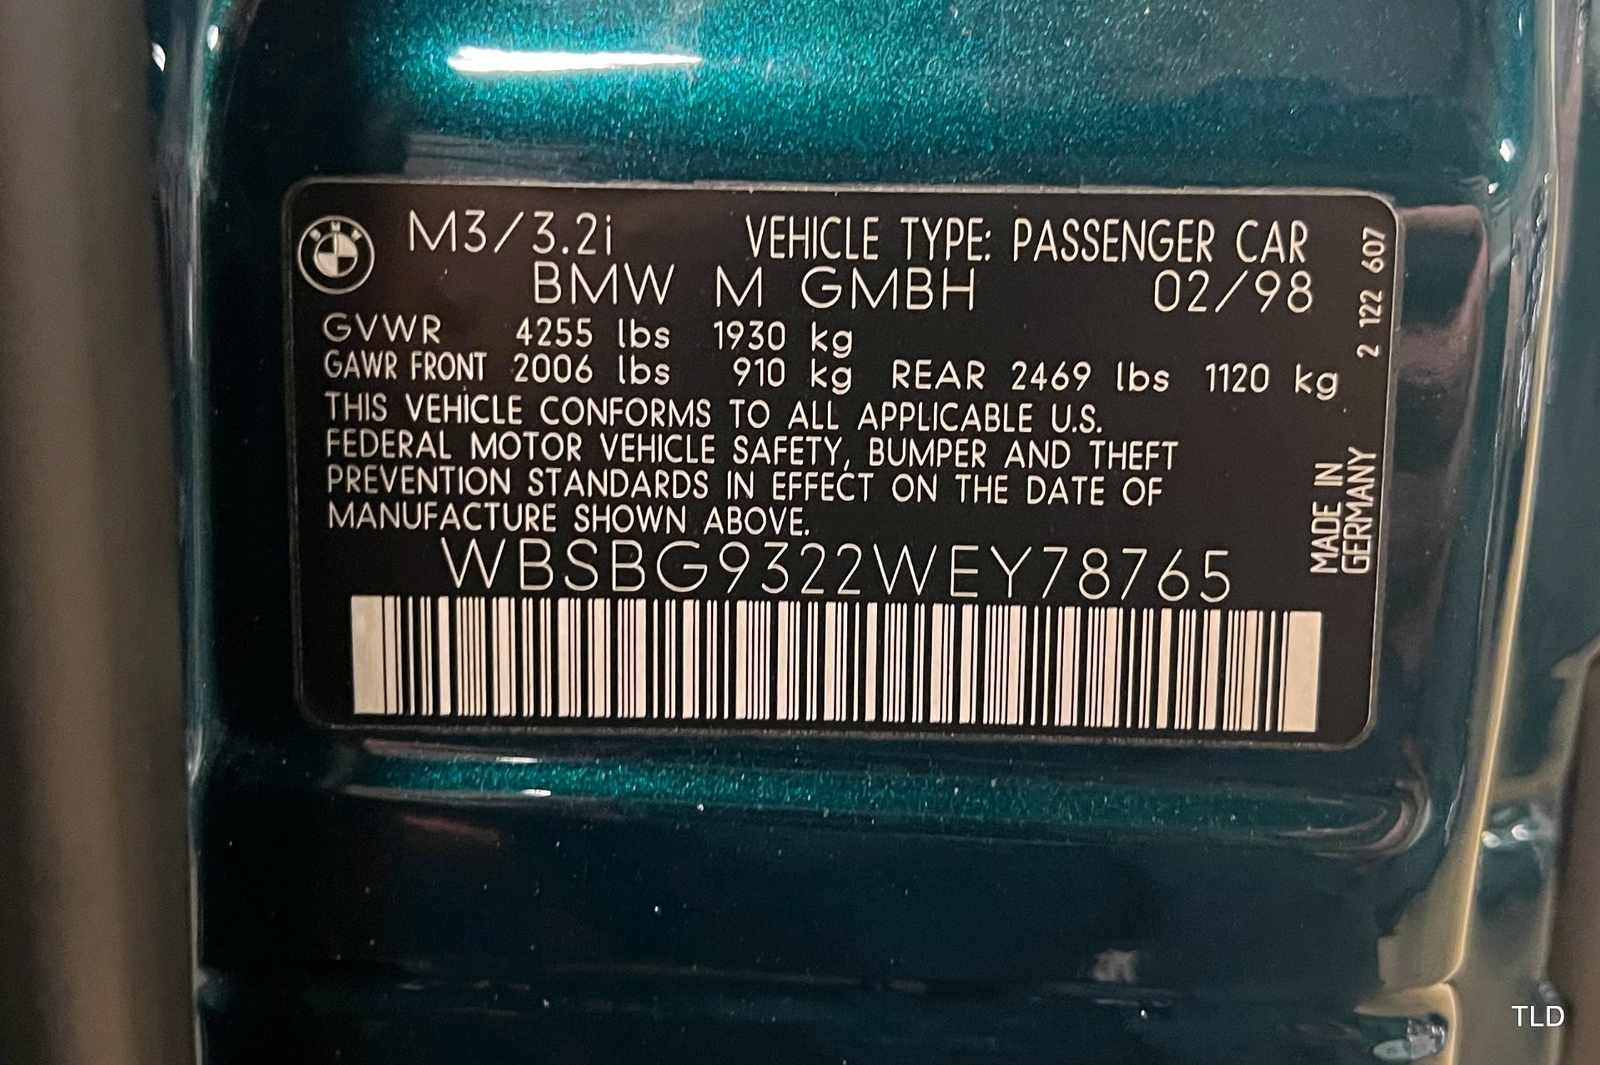 BMW
M3/3.2i VEHICLE TYPE: PASSENGER CAR
BMW M GMBH 02/98
GVWR 4255 lbs 1930 kg
GAWR FRONT 2006 lbs 910 kg REAR 2469 lbs 1120 kg
THIS VEHICLE CONFORMS TO ALL APPLICABLE U.S.
FEDERAL MOTOR VEHICLE SAFETY, BUMPER AND THEFT
PREVENTION STANDARDS IN EFFECT ON THE DATE OF
MANUFACTURE SHOWN ABOVE.
WBSBG9322WEY78765
2 122 607
MADE IN
GERMANY
TLD